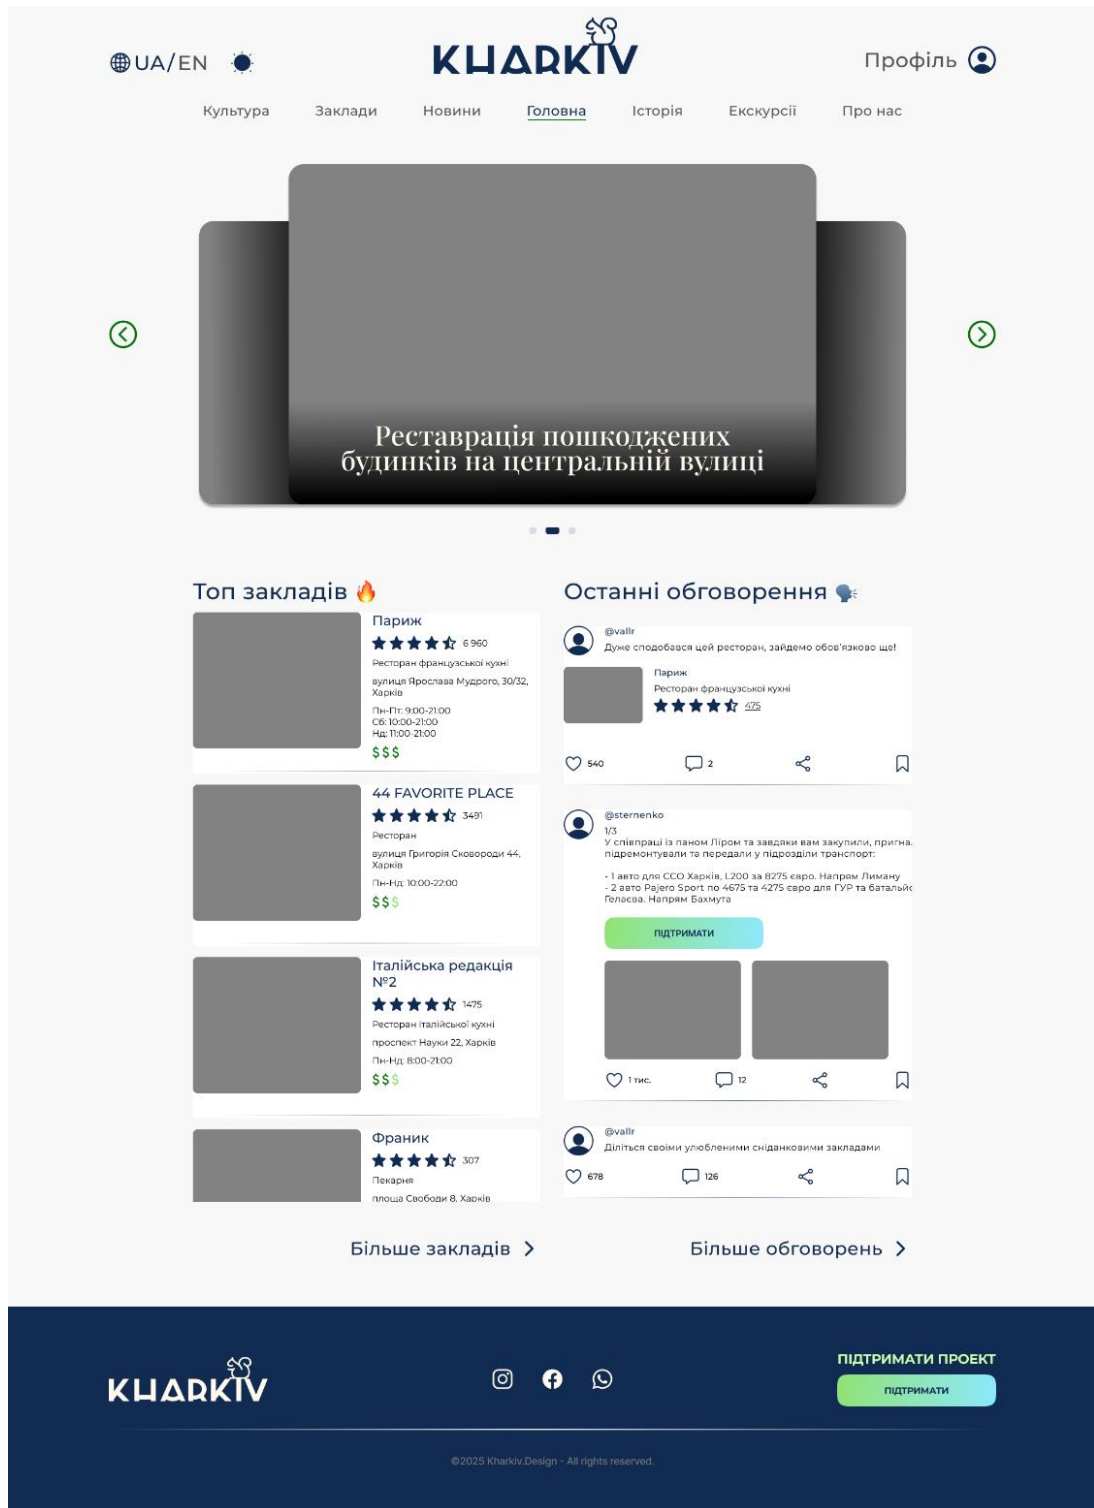 UA/EN
KHARKIV
Профіль
Культура
Заклади
Новини
Головна
Історія
Екскурсії
Про нас
Реставрація пошкоджених
будинків на центральній вулиці
Топ закладів 🔥
Париж
6 960
Ресторан французської кухні
вулиця Ярослава Мудрого, 30/32,
Харків
Пн-Пт: 9:00-21:00
Сб: 10:00-21:00
Нд: 11:00-21:00
$$$
44 FAVORITE PLACE
3491
Ресторан
вулиця Григорія Сковороди 44,
Харків
Пн-Нд: 10:00-22:00
$$$
Італійська редакція
№2
1475
Ресторан італійської кухні
проспект Науки 22, Харків
Пн-Нд: 8:00-21:00
$$$
Франик
307
Пекарня
площа Свободи 8, Харків
Більше закладів
Останні обговорення 🗣
@vallr
Дуже сподобався цей ресторан, зайдемо обов'язково ще!
Париж
Ресторан французської кухні
475
540
2
@sternenko
1/3
У співпраці із паном Ліром та завдяки вам закупили, пригна.
підремонтували та передали у підрозділи транспорт:
- 1 авто для ССО Харків, L200 за 8275 євро. Напрям Лиману
- 2 авто Pajero Sport по 4675 та 4275 євро для ГУР та батальйо
Гелаєва. Напрям Бахмута
ПІДТРИМАТИ
1 тис.
12
@vallr
Діліться своїми улюбленими сніданковими закладами
678
126
Більше обговорень
KHARKIV
ПІДТРИМАТИ ПРОЕКТ
ПІДТРИМАТИ
©2025 Kharkiv.Design - All rights reserved.